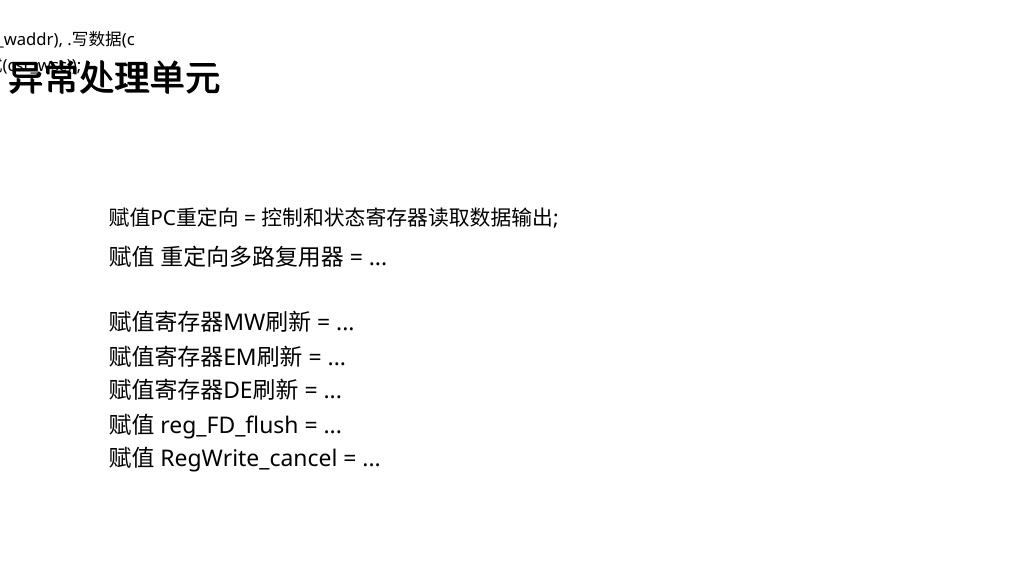 _waddr), .写数据(c
异常处理单元
赋值PC重定向 = 控制和状态寄存器读取数据输出;
赋值 重定向多路复用器 = ...
赋值寄存器MW刷新 = ...
赋值寄存器EM刷新 = ...
赋值寄存器DE刷新 = ...
赋值 reg_FD_flush = ...
赋值 RegWrite_cancel = ...